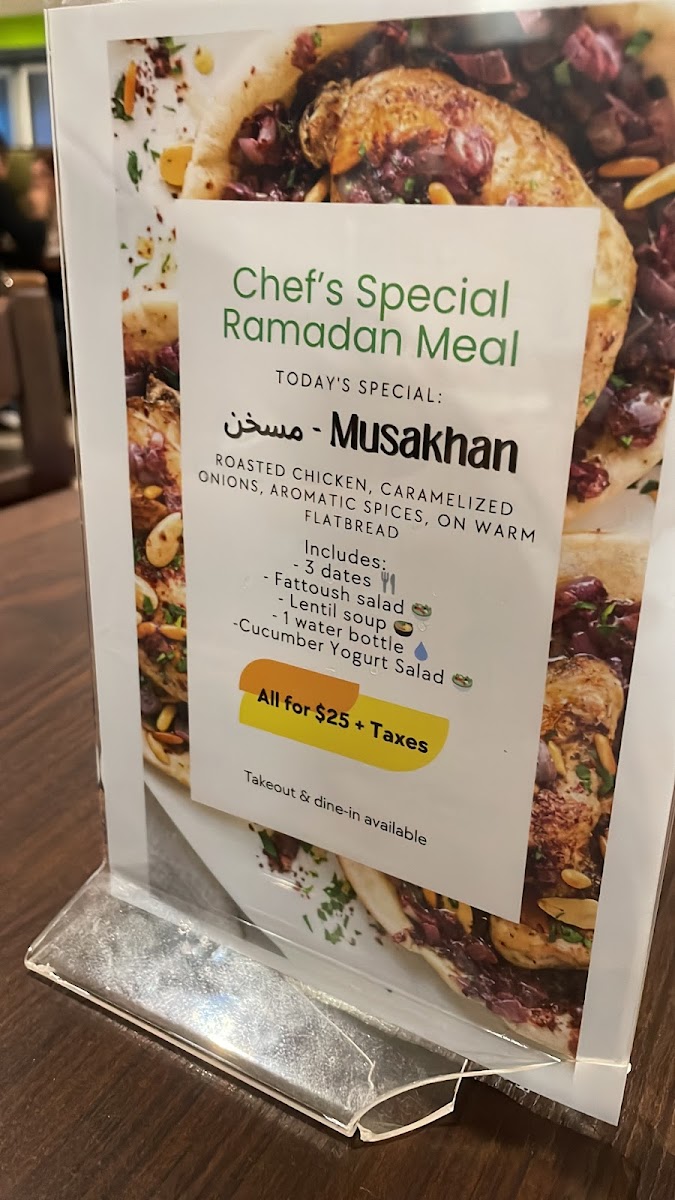 Chef's Special
Ramadan Meal
TODAY'S SPECIAL:
مسخن - Musakhan
ROASTED CHICKEN, CARAMELIZED
ONIONS, AROMATIC SPICES, ON WARM
FLATBREAD
Includes:
- 3 dates 🍴
- Fattoush salad 🥗
- Lentil soup 🍲
- 1 water bottle 💧
-Cucumber Yogurt Salad 🥗
All for $25 + Taxes
Takeout & dine-in available